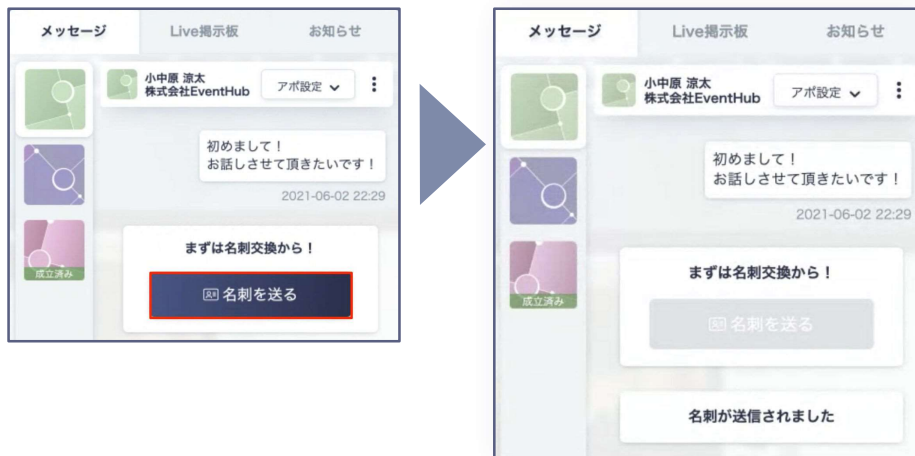 メッセージ
Live掲示板
お知らせ
小中原 涼太
株式会社EventHub
アポ設定
初めまして！
お話しさせて頂きたいです！
2021-06-02 22:29
まずは名刺交換から！
名刺を送る
成立済み
メッセージ
Live掲示板
お知らせ
小中原 涼太
株式会社EventHub
アポ設定
初めまして！
お話しさせて頂きたいです！
2021-06-02 22:29
まずは名刺交換から！
成立済み
名刺を送る
名刺が送信されました